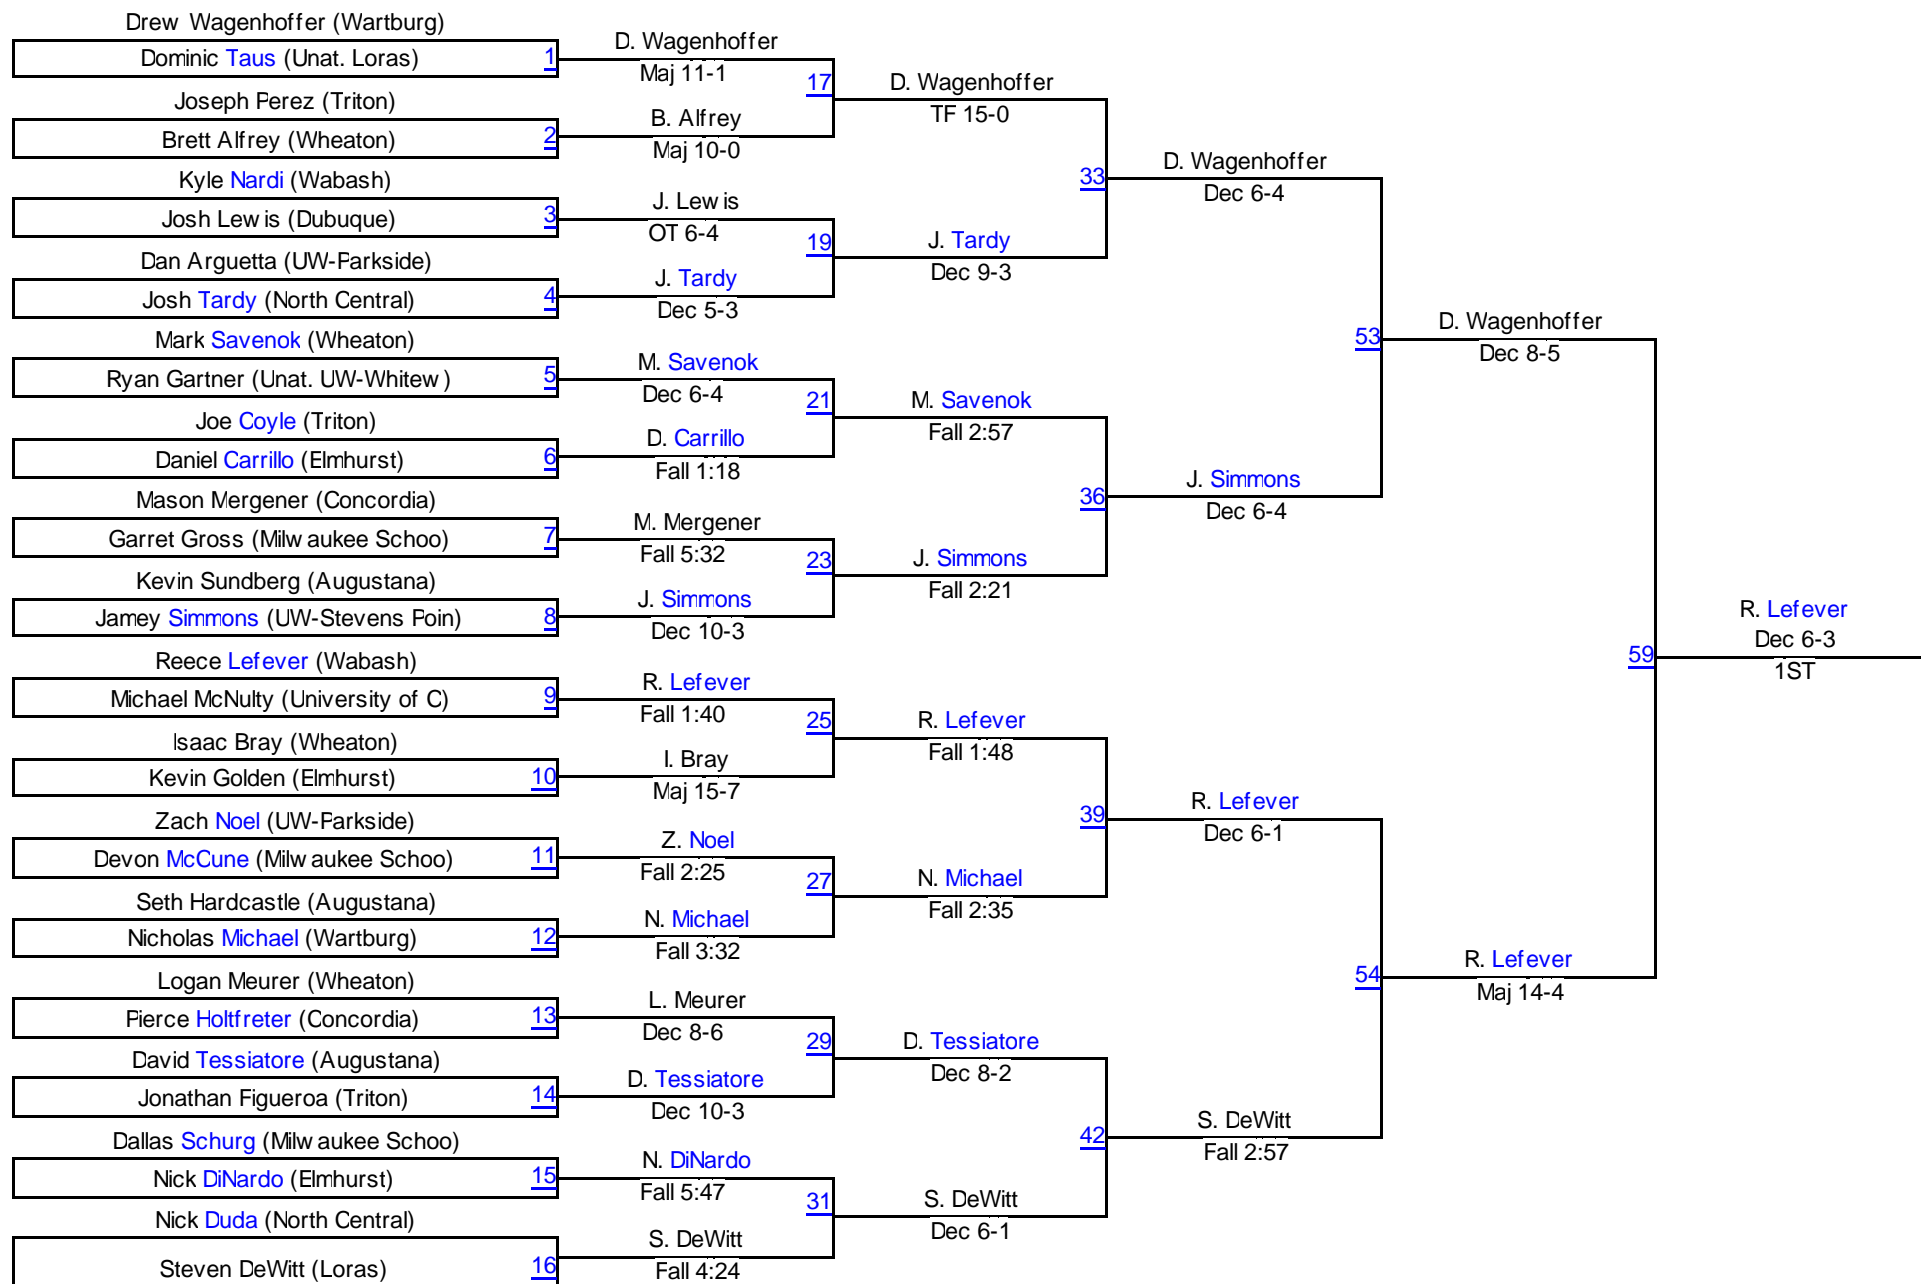 Drew Wagenhoffer (Wartburg)
Dominic Taus (Unat. Loras)
1
Joseph Perez (Triton)
Brett Alfrey (Wheaton)
2
Kyle Nardi (Wabash)
Josh Lewis (Dubuque)
3
Dan Arguetta (UW-Parkside)
Josh Tardy (North Central)
4
Mark Savenok (Wheaton)
Ryan Gartner (Unat. UW-Whitew)
5
Joe Coyle (Triton)
Daniel Carrillo (Elmhurst)
6
Mason Mergener (Concordia)
Garret Gross (Milwaukee Schoo)
7
Kevin Sundberg (Augustana)
Jamey Simmons (UW-Stevens Poin)
8
Reece Lefever (Wabash)
Michael McNulty (University of C)
9
Isaac Bray (Wheaton)
Kevin Golden (Elmhurst)
10
Zach Noel (UW-Parkside)
Devon McCune (Milwaukee Schoo)
11
Seth Hardcastle (Augustana)
Nicholas Michael (Wartburg)
12
Logan Meurer (Wheaton)
Pierce Holtfreter (Concordia)
13
David Tessiatore (Augustana)
Jonathan Figueroa (Triton)
14
Dallas Schurg (Milwaukee Schoo)
Nick DiNardo (Elmhurst)
15
Nick Duda (North Central)
Steven DeWitt (Loras)
16
D. Wagenhoffer
Maj 11-1
17
B. Alfrey
Maj 10-0
J. Lewis
OT 6-4
19
J. Tardy
Dec 5-3
M. Savenok
Dec 6-4
21
D. Carrillo
Fall 1:18
M. Mergener
Fall 5:32
23
J. Simmons
Dec 10-3
R. Lefever
Fall 1:40
25
I. Bray
Maj 15-7
Z. Noel
Fall 2:25
27
N. Michael
Fall 3:32
L. Meurer
Dec 8-6
29
D. Tessiatore
Dec 10-3
N. DiNardo
Fall 5:47
31
S. DeWitt
Fall 4:24
D. Wagenhoffer
TF 15-0
33
J. Tardy
Dec 9-3
M. Savenok
Fall 2:57
36
J. Simmons
Fall 2:21
R. Lefever
Fall 1:48
39
N. Michael
Fall 2:35
D. Tessiatore
Dec 8-2
42
S. DeWitt
Dec 6-1
D. Wagenhoffer
Dec 6-4
53
J. Simmons
Dec 6-4
R. Lefever
Dec 6-1
54
S. DeWitt
Fall 2:57
D. Wagenhoffer
Dec 8-5
59
R. Lefever
Maj 14-4
R. Lefever
Dec 6-3
1ST